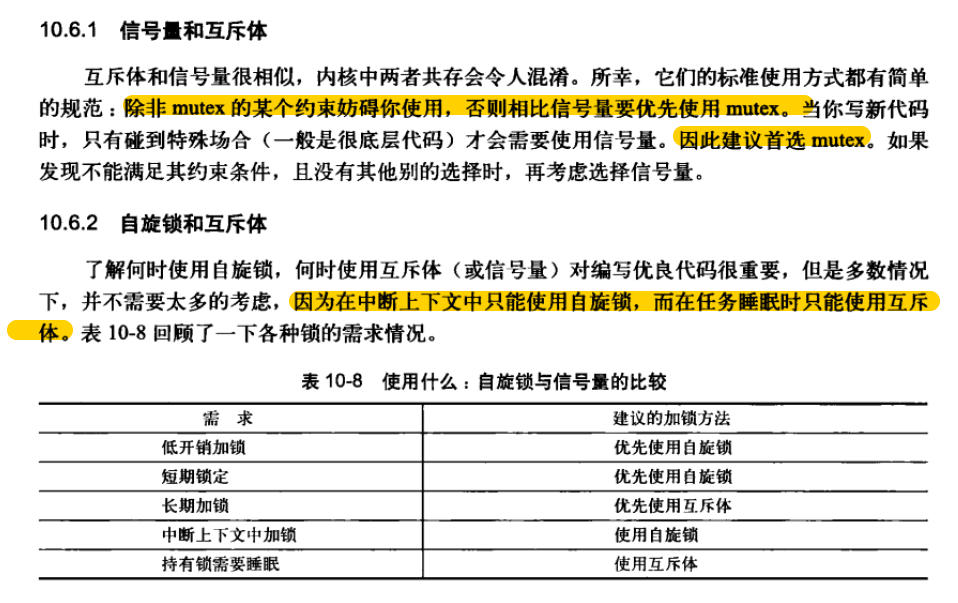 10.6.1 信号量和互斥体
互斥体和信号量很相似，内核中两者共存会令人混淆。所幸，它们的标准使用方式都有简单
的规范：除非 mutex 的某个约束妨碍你使用，否则相比信号量要优先使用 mutex。当你写新代码
时，只有碰到特殊场合（一般是很底层代码）才会需要使用信号量。因此建议首选 mutex。如果
发现不能满足其约束条件，且没有其他别的选择时，再考虑选择信号量。
10.6.2 自旋锁和互斥体
了解何时使用自旋锁，何时使用互斥体（或信号量）对编写优良代码很重要，但是多数情况
下，并不需要太多的考虑，因为在中断上下文中只能使用自旋锁，而在任务睡眠时只能使用互斥
体。表 10-8 回顾了一下各种锁的需求情况。
表 10-8 使用什么：自旋锁与信号量的比较
需 求 建议的加锁方法
低开销加锁 优先使用自旋锁
短期锁定 优先使用自旋锁
长期加锁 优先使用互斥体
中断上下文中加锁 使用自旋锁
持有锁需要睡眠 使用互斥体